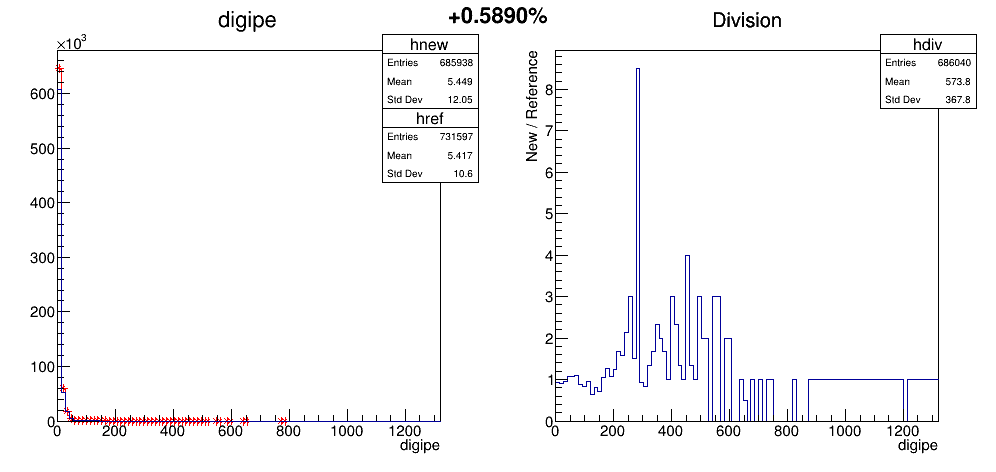 digipe
+0.5890%
Division
×10³
hnew
Entries 685938
Mean 5.449
Std Dev 12.05
href
Entries 731597
Mean 5.417
Std Dev 10.6
600
500
400
300
200
100
0
0 200 400 600 800 1000 1200
digipe
hdiv
Entries 686040
Mean 573.8
Std Dev 367.8
New / Reference
8
7
6
5
4
3
2
1
0
0 200 400 600 800 1000 1200
digipe